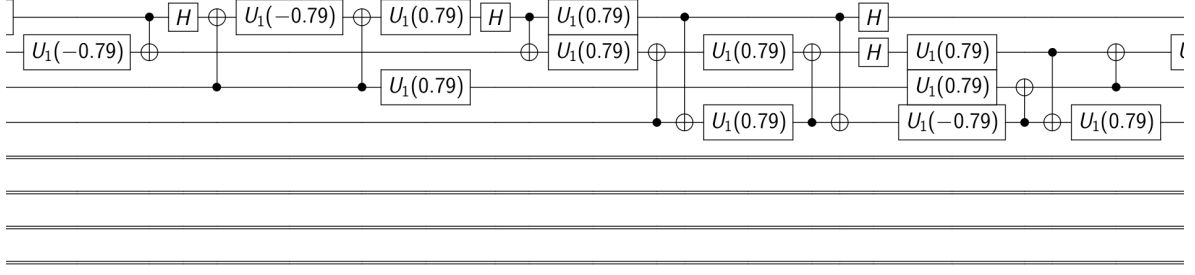 H U₁(−0.79) U₁(0.79) H U₁(0.79) H
U₁(−0.79) U₁(0.79) U₁(0.79) H U₁(0.79)
U₁(0.79) U₁(0.79)
U₁(0.79) U₁(−0.79) U₁(0.79)